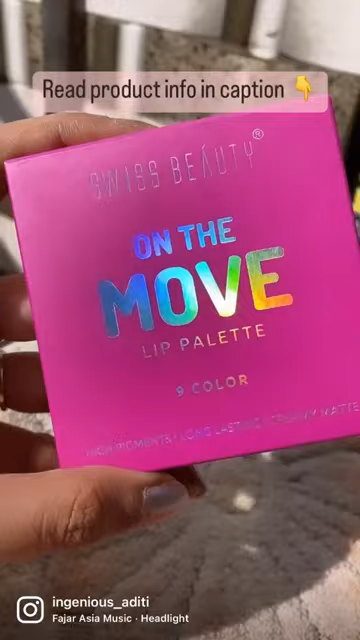 Read product info in caption 👇
SWISS BEAUTY®
ON THE
MOVE
LIP PALETTE
9 COLOR
HIGH PIGMENTS | LONG LASTING | CREAMY MATTE
ingenious_aditi
Fajar Asia Music · Headlight